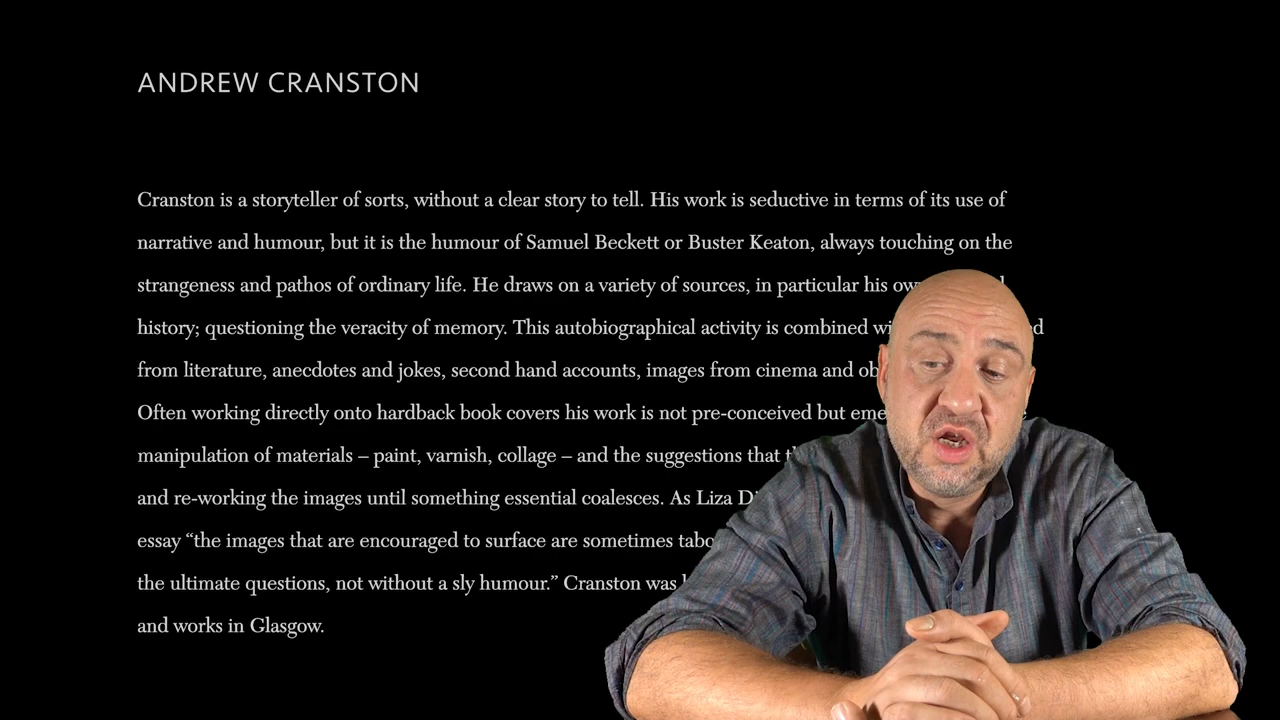 ANDREW CRANSTON
Cranston is a storyteller of sorts, without a clear story to tell. His work is seductive in terms of its use of
narrative and humour, but it is the humour of Samuel Beckett or Buster Keaton, always touching on the
strangeness and pathos of ordinary life. He draws on a variety of sources, in particular his
history; questioning the veracity of memory. This autobiographical activity is combined
from literature, anecdotes and jokes, second hand accounts, images from cinema and
Often working directly onto hardback book covers his work is not pre-conceived but
manipulation of materials – paint, varnish, collage – and the suggestions that
and re-working the images until something essential coalesces. As Liza
essay “the images that are encouraged to surface are sometimes
the ultimate questions, not without a sly humour.” Cranston was
and works in Glasgow.